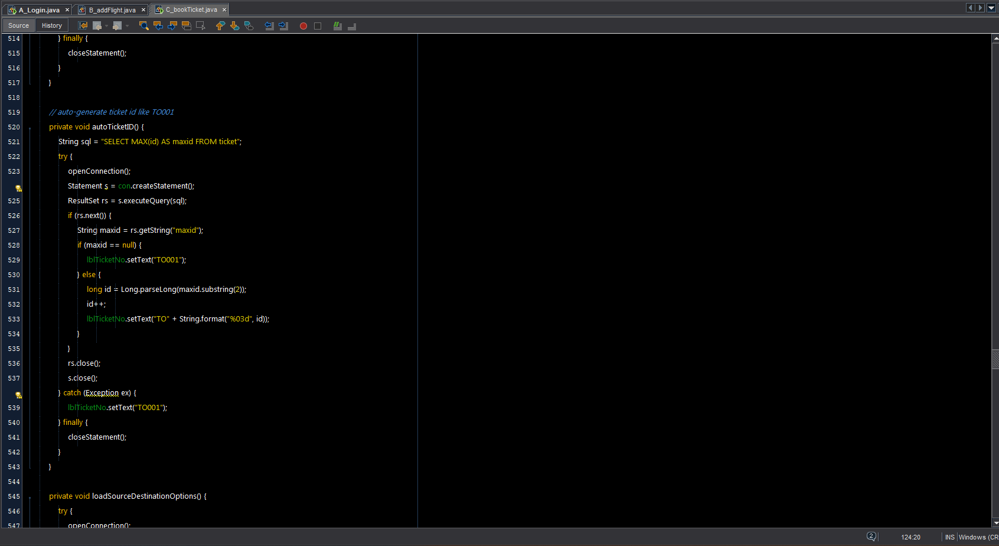 A_Login.java × B_addFlight.java × C_bookTicket.java ×
Source History
514 } finally {
515 closeStatement();
516 }
517 }
518
519 // auto-generate ticket id like TO001
520 private void autoTicketID() {
521 String sql = "SELECT MAX(id) AS maxid FROM ticket";
522 try {
523 openConnection();
Statement s = con.createStatement();
525 ResultSet rs = s.executeQuery(sql);
526 if (rs.next()) {
527 String maxid = rs.getString("maxid");
528 if (maxid == null) {
529 lblTicketNo.setText("TO001");
530 } else {
531 long id = Long.parseLong(maxid.substring(2));
532 id++;
533 lblTicketNo.setText("TO" + String.format("%03d", id));
534 }
535 }
536 rs.close();
537 s.close();
} catch (Exception ex) {
539 lblTicketNo.setText("TO001");
540 } finally {
541 closeStatement();
542 }
543 }
544
545 private void loadSourceDestinationOptions() {
546 try {
547 openConnection();
2 124:20 INS Windows (CR